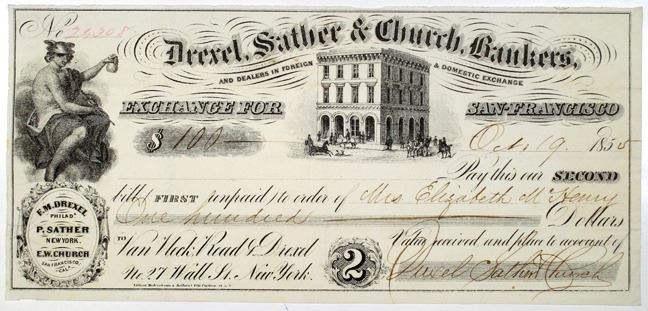 No 29208
Drexel, Sather & Church, Bankers,
AND DEALERS IN FOREIGN & DOMESTIC EXCHANGE
EXCHANGE FOR SAN-FRANCISCO
$ 100 Oct. 19. 1855
Pay this our SECOND
bill (FIRST unpaid) to order of Mrs Elizabeth McHenry
One hundred Dollars
TO Van Vleck, Read & Drexel Value received and place to account of
No. 27 Wall St. New York. 2 Drexel Sather Church
F.M. DREXEL
PHILADA.
P. SATHER
NEW YORK.
E.W. CHURCH
SAN FRANCISCO
CALA.